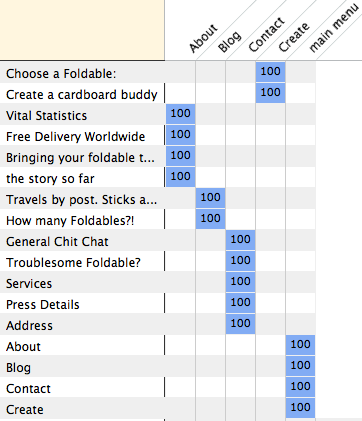 About
Blog
Contact
Create
main menu
Choose a Foldable: 100
Create a cardboard buddy 100
Vital Statistics 100
Free Delivery Worldwide 100
Bringing your foldable t... 100
the story so far 100
Travels by post. Sticks a... 100
How many Foldables?! 100
General Chit Chat 100
Troublesome Foldable? 100
Services 100
Press Details 100
Address 100
About 100
Blog 100
Contact 100
Create 100